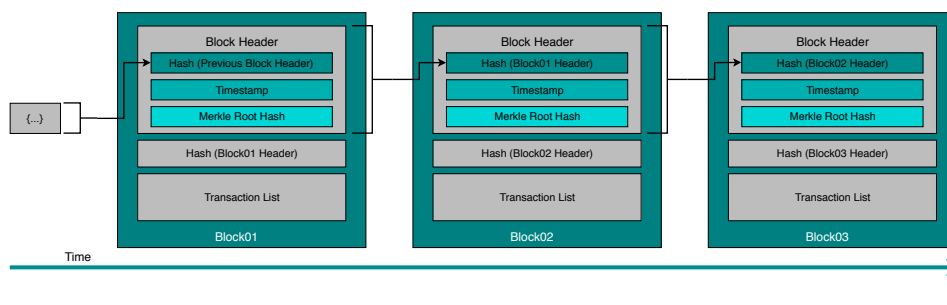 {...}
Block Header
Hash (Previous Block Header)
Timestamp
Merkle Root Hash
Hash (Block01 Header)
Transaction List
Block01
Block Header
Hash (Block01 Header)
Timestamp
Merkle Root Hash
Hash (Block02 Header)
Transaction List
Block02
Block Header
Hash (Block02 Header)
Timestamp
Merkle Root Hash
Hash (Block03 Header)
Transaction List
Block03
Time